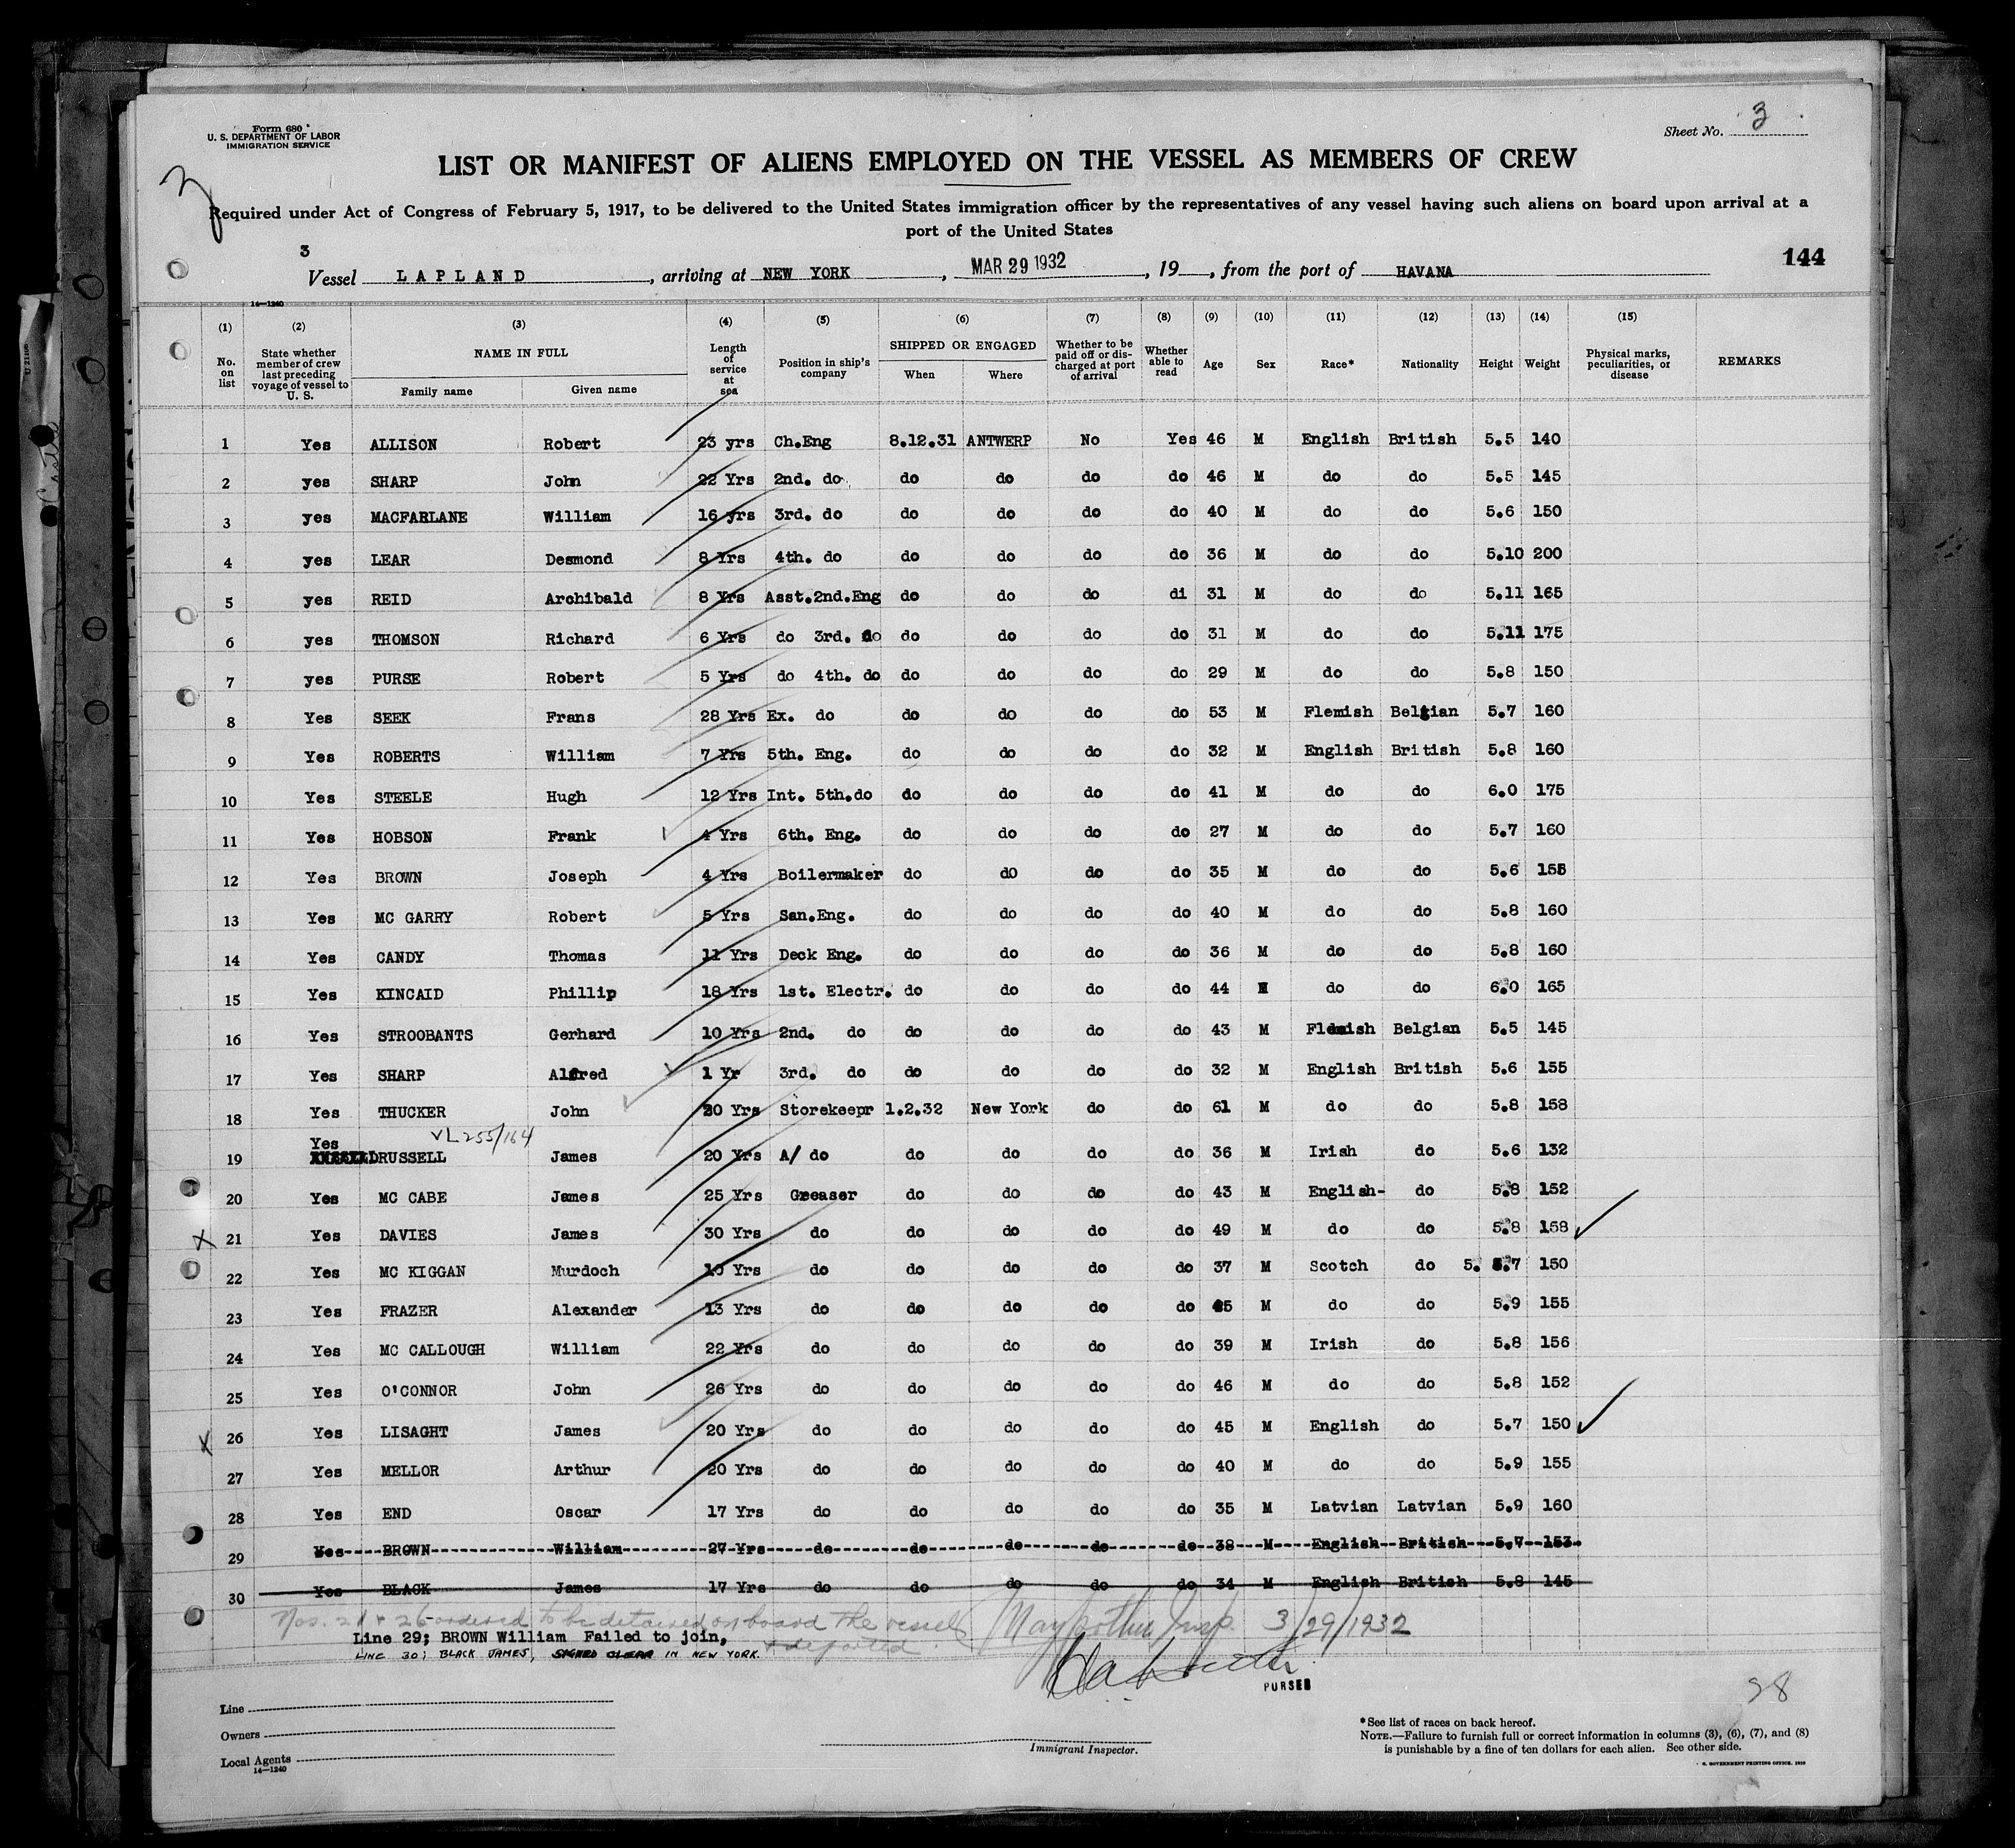 Form 680
U. S. DEPARTMENT OF LABOR
IMMIGRATION SERVICE
Sheet No. 3
3
LIST OR MANIFEST OF ALIENS EMPLOYED ON THE VESSEL AS MEMBERS OF CREW
Required under Act of Congress of February 5, 1917, to be delivered to the United States immigration officer by the representatives of any vessel having such aliens on board upon arrival at a
port of the United States
3
144
Vessel LAPLAND, arriving at NEW YORK, MAR 29 1932, 19 , from the port of HAVANA
14—1240
(1) No. on list (2) State whether member of crew last preceding voyage of vessel to U. S. (3) NAME IN FULL Family name Given name (4) Length of service at sea (5) Position in ship's company (6) SHIPPED OR ENGAGED When Where (7) Whether to be paid off or discharged at port of arrival (8) Whether able to read (9) Age (10) Sex (11) Race* (12) Nationality (13) Height (14) Weight (15) Physical marks, peculiarities, or disease REMARKS
1 Yes ALLISON Robert 23 yrs Ch.Eng 8.12.31 ANTWERP No Yes 46 M English British 5.5 140
2 yes SHARP John 22 Yrs 2nd. do do do do do 46 M do do 5.5 145
3 yes MACFARLANE William 16 yrs 3rd. do do do do do 40 M do do 5.6 150
4 yes LEAR Desmond 8 Yrs 4th. do do do do do 36 M do do 5.10 200
5 yes REID Archibald 8 Yrs Asst.2nd.Eng do do do di 31 M do do 5.11 165
6 yes THOMSON Richard 6 Yrs do 3rd. do do do do do 31 M do do 5.11 175
7 yes PURSE Robert 5 Yrs do 4th. do do do do do 29 M do do 5.8 150
8 Yes SEEK Frans 28 Yrs Ex. do do do do do 53 M Flemish Belgian 5.7 160
9 Yes ROBERTS William 7 Yrs 5th. Eng. do do do do 32 M English British 5.8 160
10 Yes STEELE Hugh 12 Yrs Int. 5th.do do do do do 41 M do do 6.0 175
11 Yes HOBSON Frank 4 Yrs 6th. Eng. do do do do 27 M do do 5.7 160
12 Yes BROWN Joseph 4 Yrs Boilermaker do do do do 35 M do do 5.6 155
13 Yes MC GARRY Robert 5 Yrs San.Eng. do do do do 40 M do do 5.8 160
14 Yes CANDY Thomas 11 Yrs Deck Eng. do do do do 36 M do do 5.8 160
15 Yes KINCAID Phillip 18 Yrs 1st. Electr. do do do do 44 M do do 6.0 165
16 Yes STROOBANTS Gerhard 10 Yrs 2nd. do do do do do 43 M Flemish Belgian 5.5 145
17 Yes SHARP Alfred 1 Yr 3rd. do do do do do 32 M English British 5.6 155
18 Yes THUCKER John 20 Yrs Storekeepr 1.2.32 New York do do 61 M do do 5.8 158
VL 255/164
19 Yes RUSSELL James 20 Yrs A/ do do do do do 36 M Irish do 5.6 132
20 Yes MC CABE James 25 Yrs Greaser do do do do 43 M English- do 5.8 152
X 21 Yes DAVIES James 30 Yrs do do do do do 49 M do do 5.8 158
22 Yes MC KIGGAN Murdoch 10 Yrs do do do do do 37 M Scotch do 5. 5.7 150
23 Yes FRAZER Alexander 13 Yrs do do do do do 45 M do do 5.9 155
24 Yes MC CALLOUGH William 22 Yrs do do do do do 39 M Irish do 5.8 156
25 Yes O'CONNOR John 26 Yrs do do do do do 46 M do do 5.8 152
X 26 Yes LISAGHT James 20 Yrs do do do do do 45 M English do 5.7 150
27 Yes MELLOR Arthur 20 Yrs do do do do do 40 M do do 5.9 155
28 Yes END Oscar 17 Yrs do do do do do 35 M Latvian Latvian 5.9 160
29 Yes BROWN William 27 Yrs do do do do do 38 M English British 5.7 153
30 Yes BLACK James 17 Yrs do do do do do 34 M English British 5.8 145
Nos. 21 & 26 ordered to be detained on board the vessel Insp. 3/29/1932
& deported
Line 29; BROWN William Failed to join,
LINE 30; BLACK JAMES, SIGNED CLEAR IN NEW YORK.
PURSER
28
Line
Owners
Local Agents
14—1240
Immigrant Inspector.
*See list of races on back hereof.
NOTE.—Failure to furnish full or correct information in columns (3), (6), (7), and (8)
is punishable by a fine of ten dollars for each alien. See other side.
GOVERNMENT PRINTING OFFICE